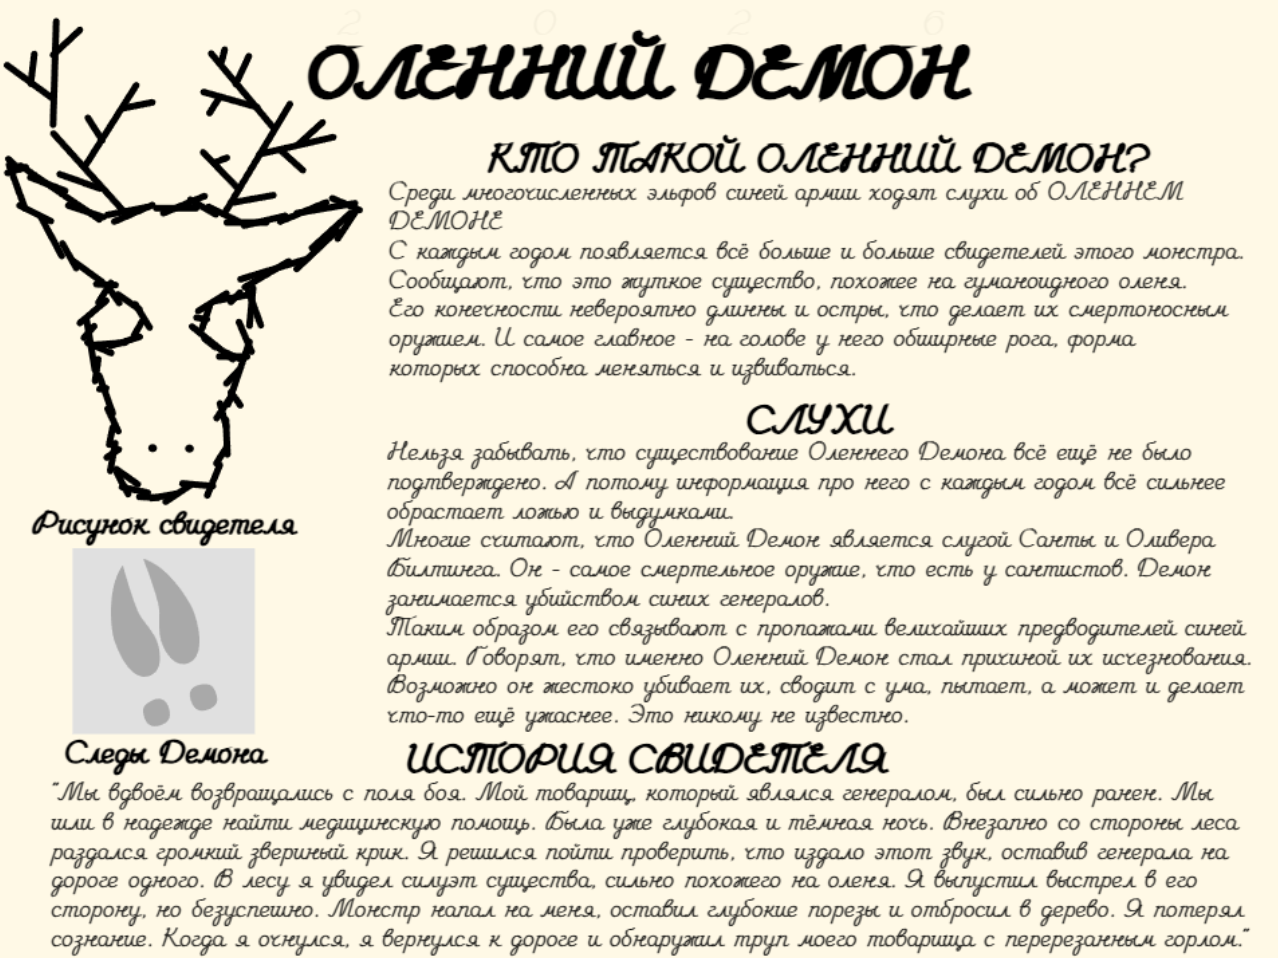 2 0 2 6
ОЛЕННИЙ ДЕМОН
КТО ТАКОЙ ОЛЕННИЙ ДЕМОН?
Среди многочисленных эльфов синей армии ходят слухи об ОЛЕННЕМ
ДЕМОНЕ
С каждым годом появляется всё больше и больше свидетелей этого монстра.
Сообщают, что это жуткое существо, похожее на гуманоидного оленя.
Его конечности невероятно длинны и остры, что делает их смертоносным
оружием. И самое главное - на голове у него обширные рога, форма
которых способна меняться и извиваться.
СЛУХИ
Нельзя забывать, что существование Оленнего Демона всё ещё не было
подтверждено. А потому информация про него с каждым годом всё сильнее
обрастает ложью и выдумками.
Многие считают, что Оленний Демон является слугой Санты и Оливера
Билтинга. Он - самое смертельное оружие, что есть у сантистов. Демон
занимается убийством синих генералов.
Таким образом его связывают с пропажами величайших предводителей синей
армии. Говорят, что именно Оленний Демон стал причиной их исчезнования.
Возможно он жестоко убивает их, сводит с ума, пытает, а может и делает
что-то ещё ужаснее. Это никому не известно.
Рисунок свидетеля
Следы Демона
ИСТОРИЯ СВИДЕТЕЛЯ
"Мы вдвоём возвращались с поля боя. Мой товарищ, который являлся генералом, был сильно ранен. Мы
шли в надежде найти медицинскую помощь. Была уже глубокая и тёмная ночь. Внезапно со стороны леса
раздался громкий звериный крик. Я решился пойти проверить, что издало этот звук, оставив генерала на
дороге одного. В лесу я увидел силуэт существа, сильно похожего на оленя. Я выпустил выстрел в его
сторону, но безуспешно. Монстр напал на меня, оставил глубокие порезы и отбросил в дерево. Я потерял
сознание. Когда я очнулся, я вернулся к дороге и обнаружил труп моего товарища с перерезанным горлом."